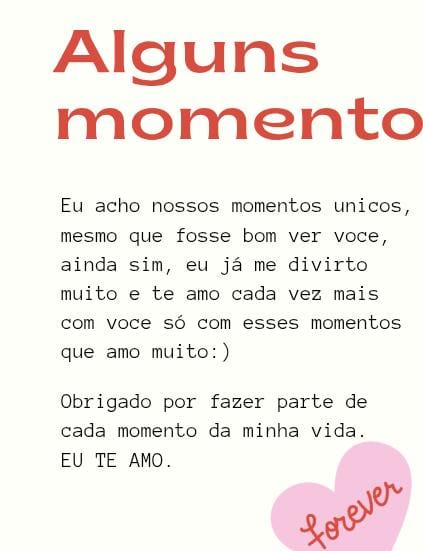 Alguns
momento
Eu acho nossos momentos unicos,
mesmo que fosse bom ver voce,
ainda sim, eu já me divirto
muito e te amo cada vez mais
com voce só com esses momentos
que amo muito:)
Obrigado por fazer parte de
cada momento da minha vida.
EU TE AMO.
forever